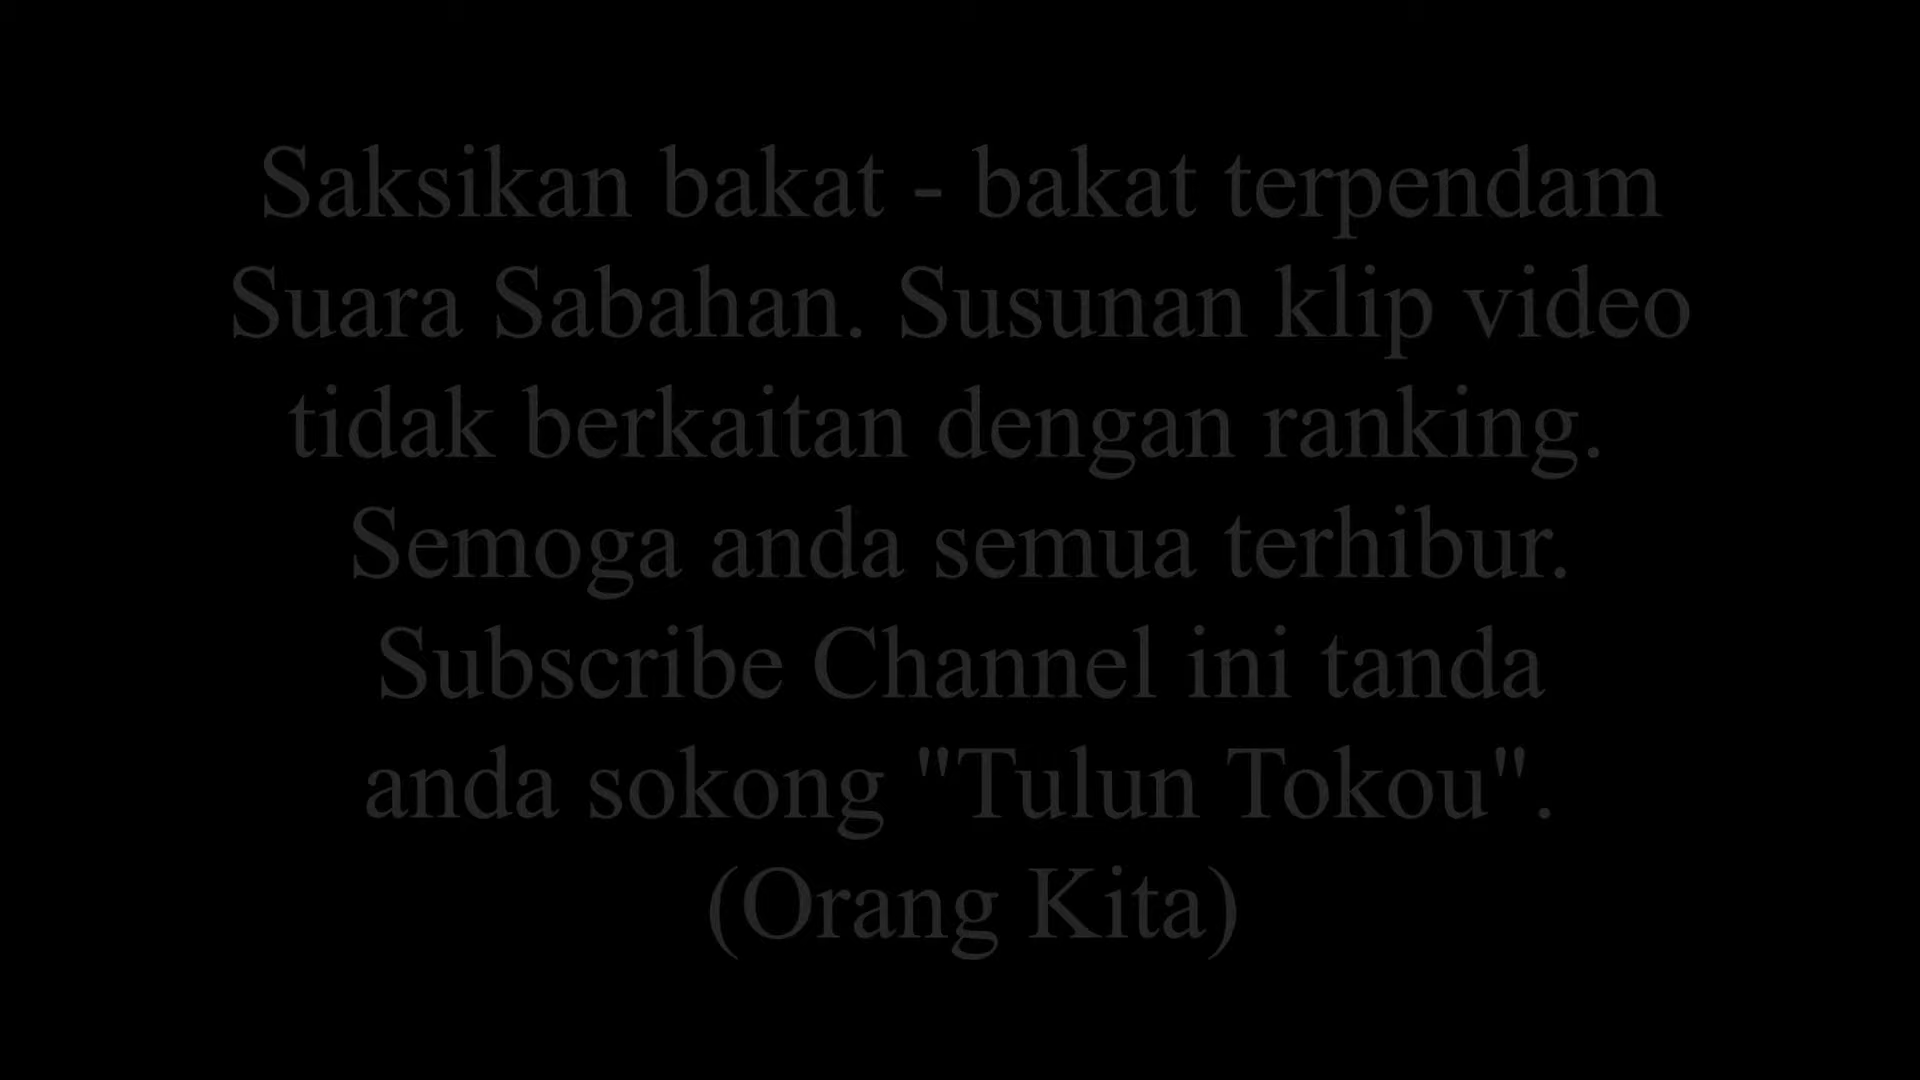 Saksikan bakat - bakat terpendam
Suara Sabahan. Susunan klip video
tidak berkaitan dengan ranking.
Semoga anda semua terhibur.
Subscribe Channel ini tanda
anda sokong "Tulun Tokou".
(Orang Kita)